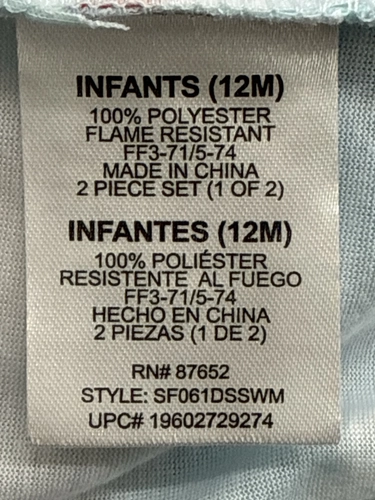 INFANTS (12M)
100% POLYESTER
FLAME RESISTANT
FF3-71/5-74
MADE IN CHINA
2 PIECE SET (1 OF 2)
INFANTES (12M)
100% POLIÉSTER
RESISTENTE AL FUEGO
FF3-71/5-74
HECHO EN CHINA
2 PIEZAS (1 DE 2)
RN# 87652
STYLE: SF061DSSWM
UPC# 19602729274